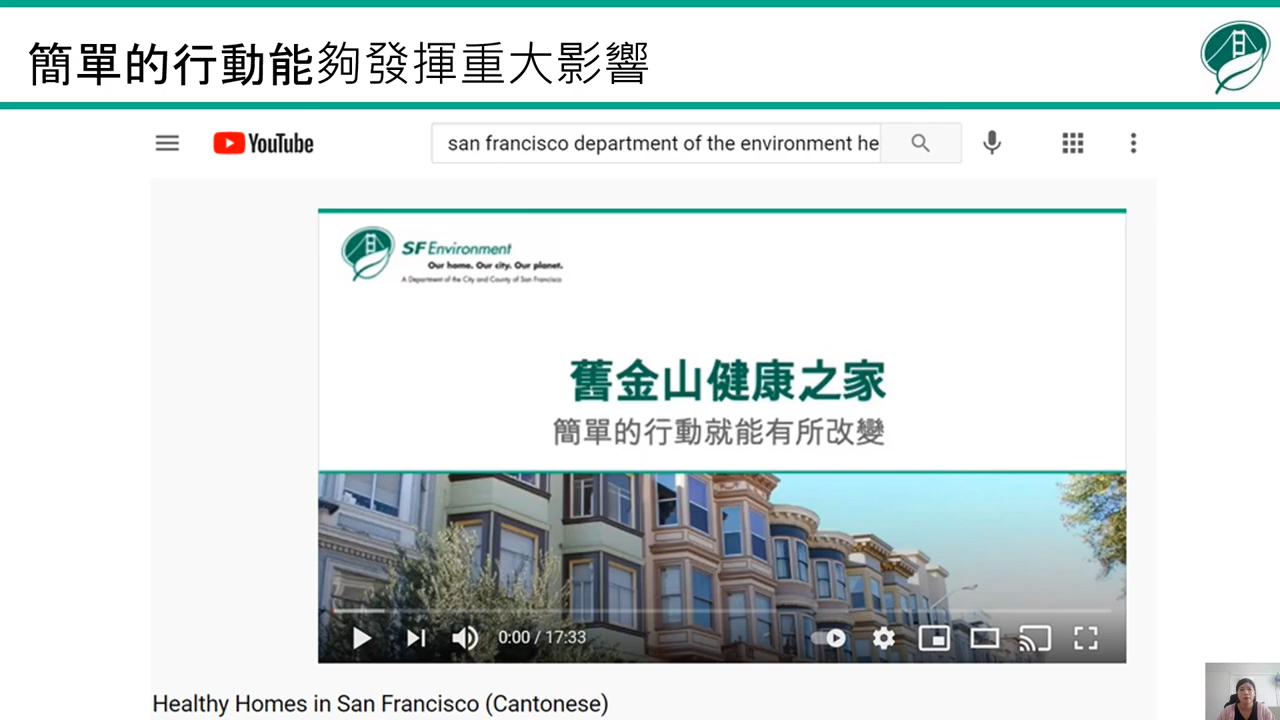 簡單的行動能夠發揮重大影響
YouTube
san francisco department of the environment he
SF Environment
Our home. Our city. Our planet.
A Department of the City and County of San Francisco
舊金山健康之家
簡單的行動就能有所改變
0:00 / 17:33
Healthy Homes in San Francisco (Cantonese)